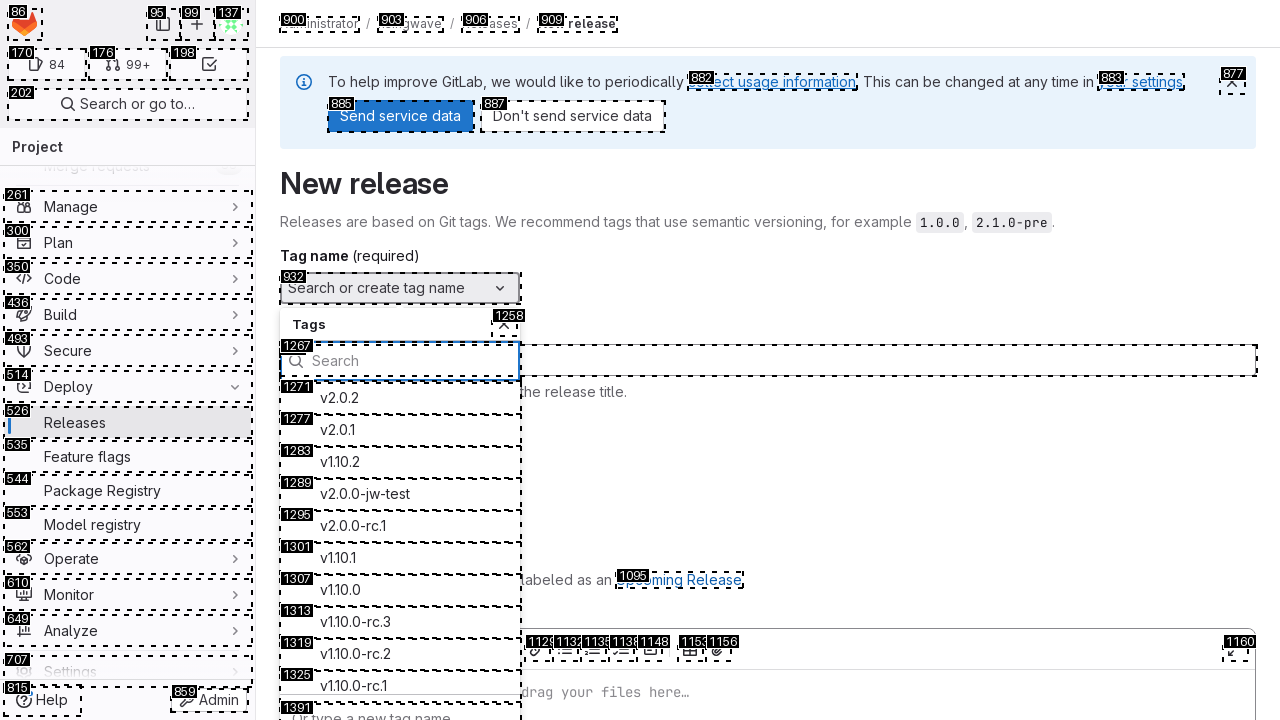 Administrator / Longwave / Releases / New release
84
99+
Search or go to…
Project
Merge requests
Manage
Plan
Code
Build
Secure
Deploy
Releases
Feature flags
Package Registry
Model registry
Operate
Monitor
Analyze
Settings
Help
Admin
To help improve GitLab, we would like to periodically collect usage information. This can be changed at any time in your settings.
Send service data
Don't send service data
New release
Releases are based on Git tags. We recommend tags that use semantic versioning, for example 1.0.0, 2.1.0-pre.
Tag name (required)
Search or create tag name
Tags
Search
the release title.
v2.0.2
v2.0.1
v1.10.2
v2.0.0-jw-test
v2.0.0-rc.1
v1.10.1
v1.10.0
labeled as an Upcoming Release.
v1.10.0-rc.3
v1.10.0-rc.2
v1.10.0-rc.1
drag your files here…
Or type a new tag name
86
95
99
137
170
176
198
202
261
300
350
436
493
514
526
535
544
553
562
610
649
707
815
859
900
903
906
909
882
883
877
885
887
932
1258
1267
1271
1277
1283
1289
1295
1301
1307
1313
1319
1325
1391
1095
1129
1132
1135
1138
1148
1153
1156
1160